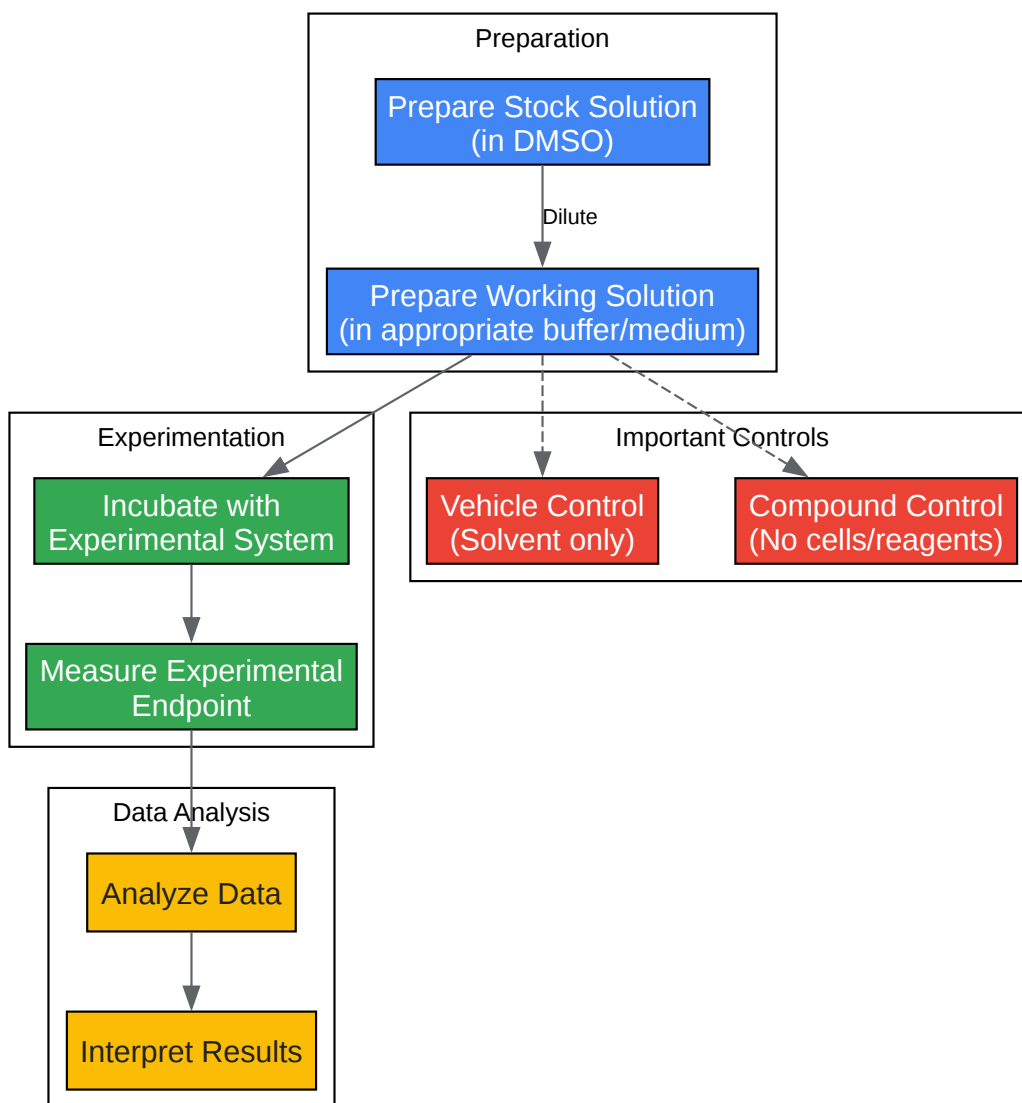 Preparation
Prepare Stock Solution
(in DMSO)
Dilute
Prepare Working Solution
(in appropriate buffer/medium)
Experimentation
Incubate with
Experimental System
Measure Experimental
Endpoint
Important Controls
Vehicle Control
(Solvent only)
Compound Control
(No cells/reagents)
Data Analysis
Analyze Data
Interpret Results